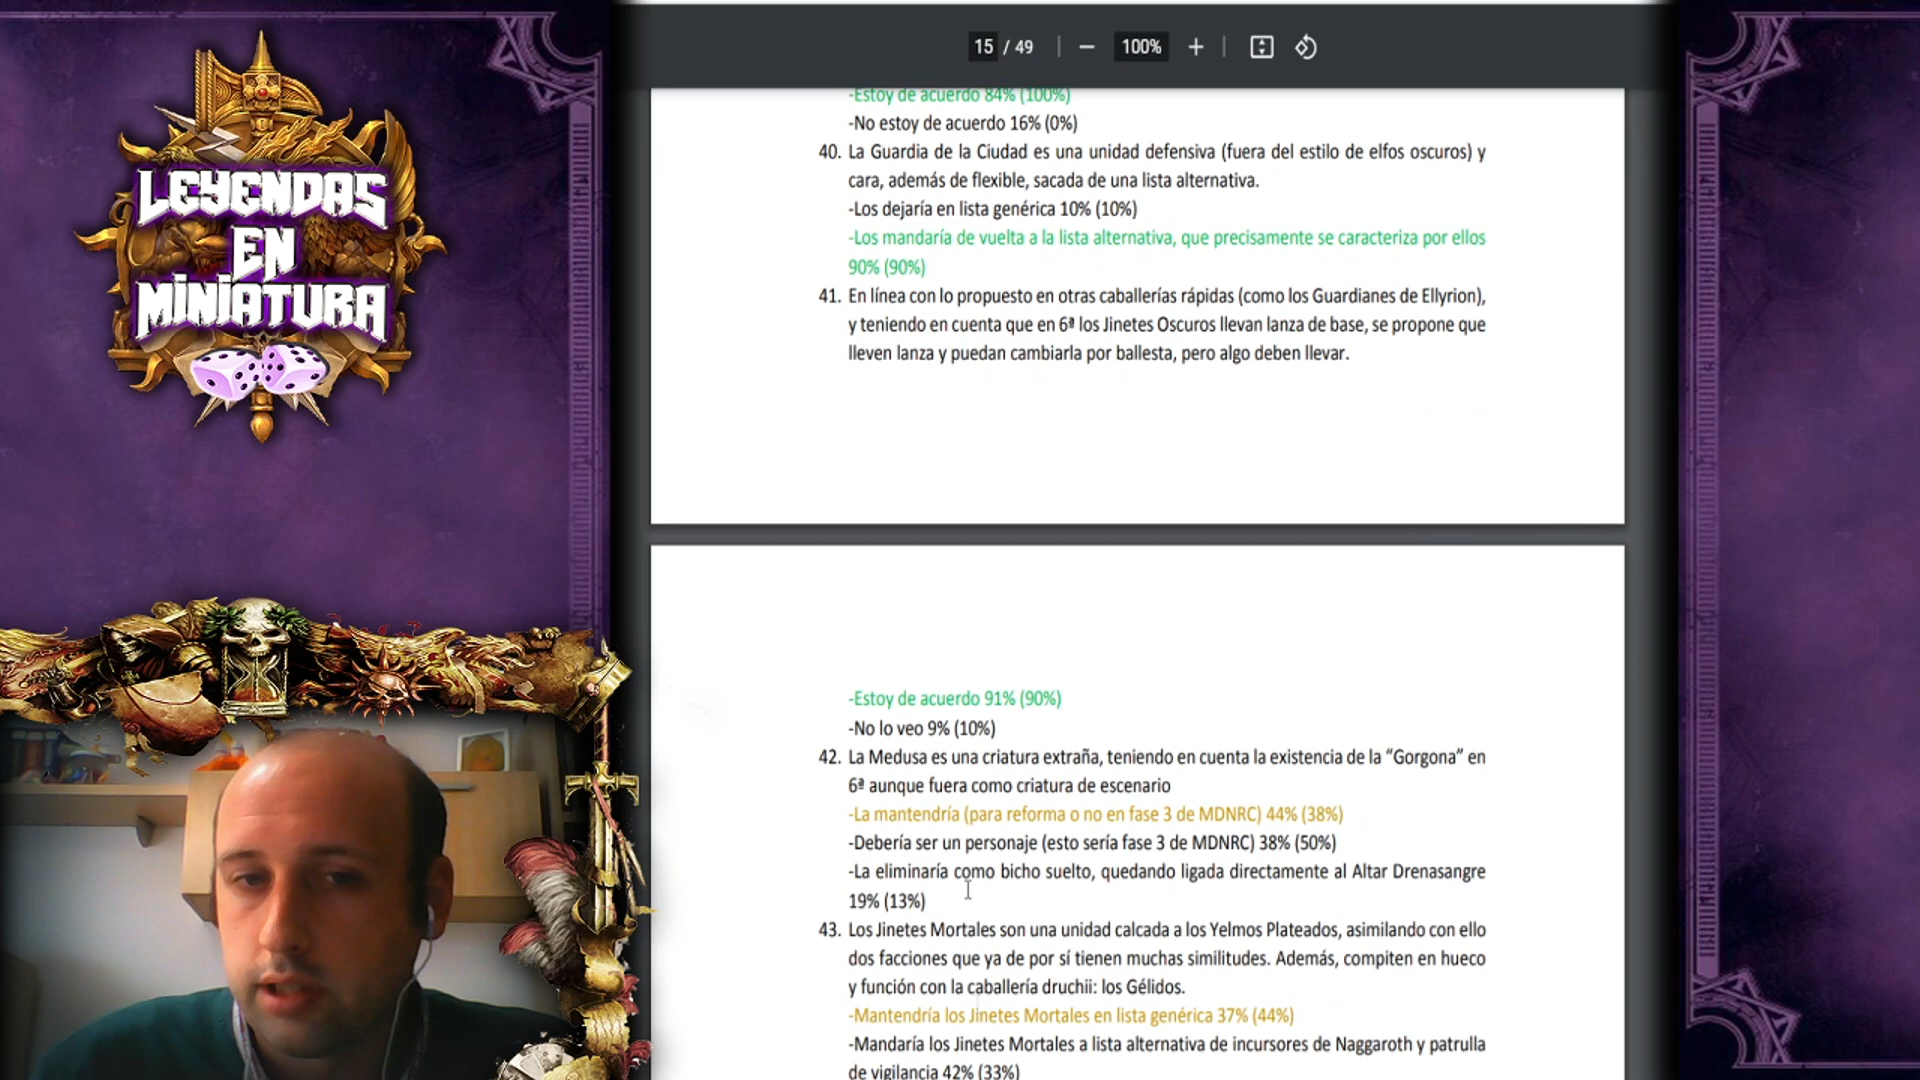 LEYENDAS
EN
MINIATURA
15 / 49
100%
-Estoy de acuerdo 84% (100%)
-No estoy de acuerdo 16% (0%)
40. La Guardia de la Ciudad es una unidad defensiva (fuera del estilo de elfos oscuros) y
cara, además de flexible, sacada de una lista alternativa.
-Los dejaría en lista genérica 10% (10%)
-Los mandaría de vuelta a la lista alternativa, que precisamente se caracteriza por ellos
90% (90%)
41. En línea con lo propuesto en otras caballerías rápidas (como los Guardianes de Ellyrion),
y teniendo en cuenta que en 6ª los Jinetes Oscuros llevan lanza de base, se propone que
lleven lanza y puedan cambiarla por ballesta, pero algo deben llevar.
-Estoy de acuerdo 91% (90%)
-No lo veo 9% (10%)
42. La Medusa es una criatura extraña, teniendo en cuenta la existencia de la “Gorgona” en
6ª aunque fuera como criatura de escenario
-La mantendría (para reforma o no en fase 3 de MDNRC) 44% (38%)
-Debería ser un personaje (esto sería fase 3 de MDNRC) 38% (50%)
-La eliminaría como bicho suelto, quedando ligada directamente al Altar Drenasangre
19% (13%)
43. Los Jinetes Mortales son una unidad calcada a los Yelmos Plateados, asimilando con ello
dos facciones que ya de por sí tienen muchas similitudes. Además, compiten en hueco
y función con la caballería druchii: los Gélidos.
-Mantendría los Jinetes Mortales en lista genérica 37% (44%)
-Mandaría los Jinetes Mortales a lista alternativa de incursores de Naggaroth y patrulla
de vigilancia 42% (33%)